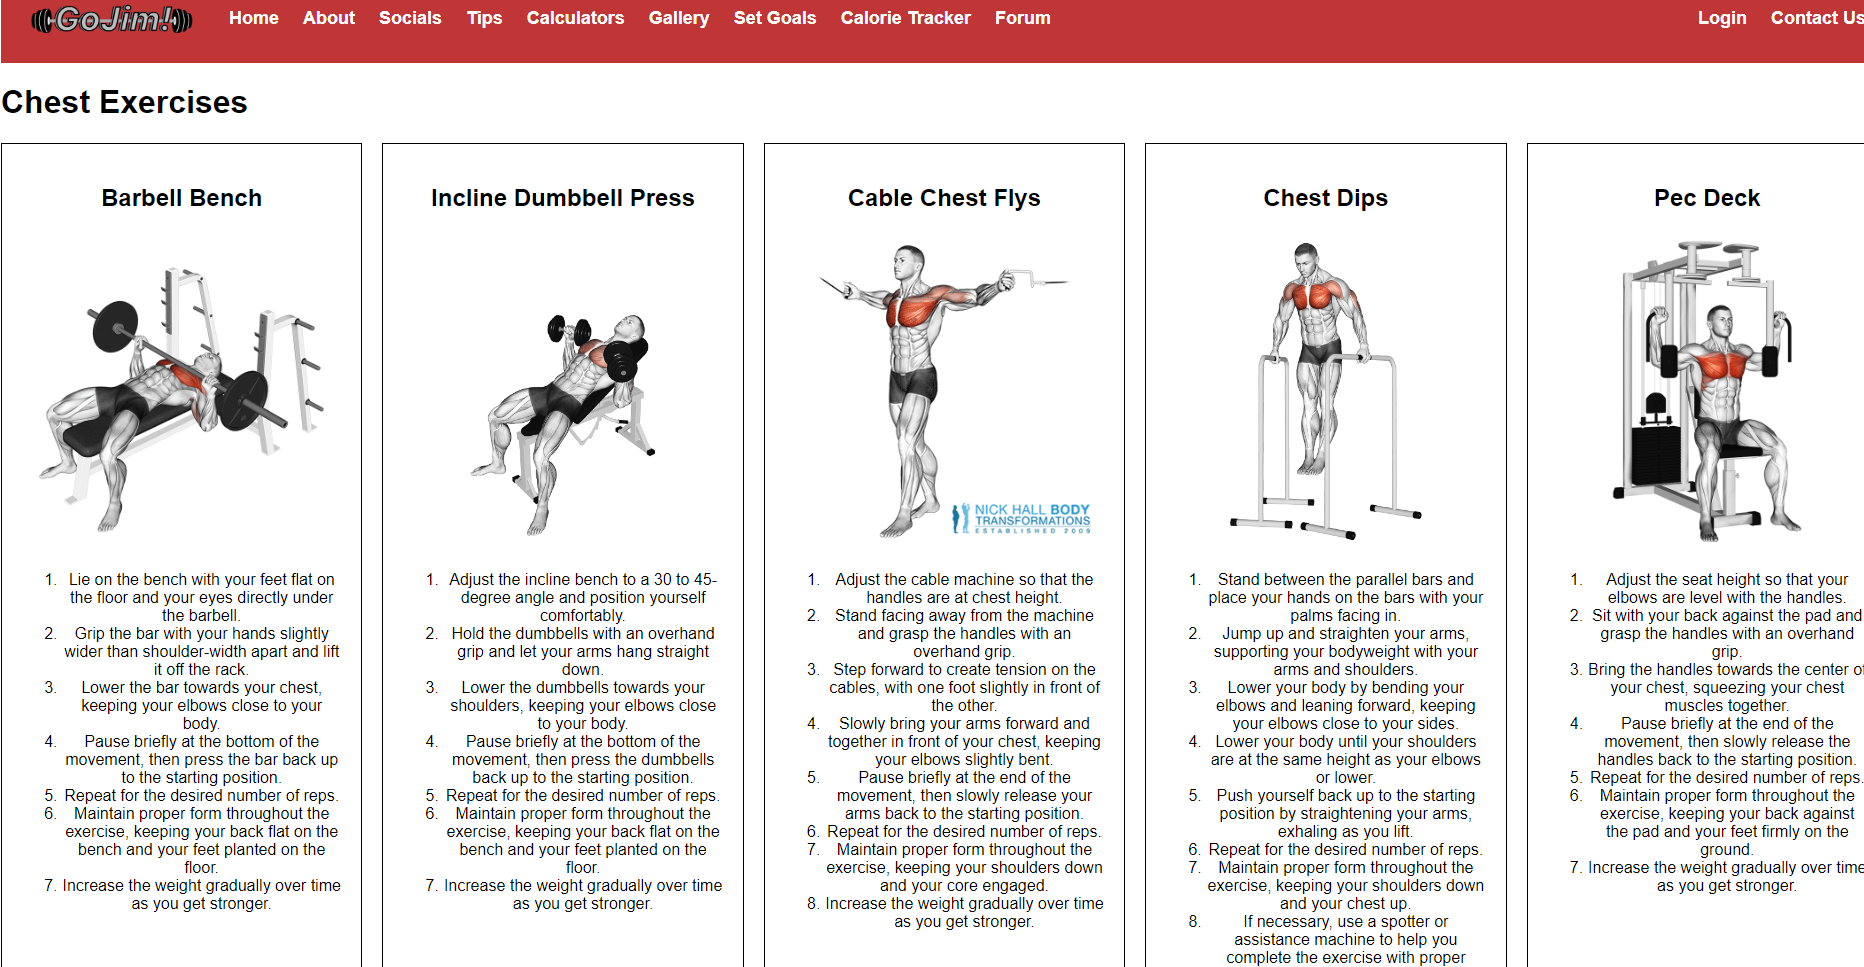 GoJim!
Home About Socials Tips Calculators Gallery Set Goals Calorie Tracker Forum Login Contact Us
Chest Exercises
Barbell Bench
1. Lie on the bench with your feet flat on
the floor and your eyes directly under
the barbell.
2. Grip the bar with your hands slightly
wider than shoulder-width apart and lift
it off the rack.
3. Lower the bar towards your chest,
keeping your elbows close to your
body.
4. Pause briefly at the bottom of the
movement, then press the bar back up
to the starting position.
5. Repeat for the desired number of reps.
6. Maintain proper form throughout the
exercise, keeping your back flat on the
bench and your feet planted on the
floor.
7. Increase the weight gradually over time
as you get stronger.
Incline Dumbbell Press
1. Adjust the incline bench to a 30 to 45-
degree angle and position yourself
comfortably.
2. Hold the dumbbells with an overhand
grip and let your arms hang straight
down.
3. Lower the dumbbells towards your
shoulders, keeping your elbows close
to your body.
4. Pause briefly at the bottom of the
movement, then press the dumbbells
back up to the starting position.
5. Repeat for the desired number of reps.
6. Maintain proper form throughout the
exercise, keeping your back flat on the
bench and your feet planted on the
floor.
7. Increase the weight gradually over time
as you get stronger.
Cable Chest Flys
NICK HALL BODY
TRANSFORMATIONS
ESTABLISHED 2009
1. Adjust the cable machine so that the
handles are at chest height.
2. Stand facing away from the machine
and grasp the handles with an
overhand grip.
3. Step forward to create tension on the
cables, with one foot slightly in front of
the other.
4. Slowly bring your arms forward and
together in front of your chest, keeping
your elbows slightly bent.
5. Pause briefly at the end of the
movement, then slowly release your
arms back to the starting position.
6. Repeat for the desired number of reps.
7. Maintain proper form throughout the
exercise, keeping your shoulders down
and your core engaged.
8. Increase the weight gradually over time
as you get stronger.
Chest Dips
1. Stand between the parallel bars and
place your hands on the bars with your
palms facing in.
2. Jump up and straighten your arms,
supporting your bodyweight with your
arms and shoulders.
3. Lower your body by bending your
elbows and leaning forward, keeping
your elbows close to your sides.
4. Lower your body until your shoulders
are at the same height as your elbows
or lower.
5. Push yourself back up to the starting
position by straightening your arms,
exhaling as you lift.
6. Repeat for the desired number of reps.
7. Maintain proper form throughout the
exercise, keeping your shoulders down
and your chest up.
8. If necessary, use a spotter or
assistance machine to help you
complete the exercise with proper
Pec Deck
1. Adjust the seat height so that your
elbows are level with the handles.
2. Sit with your back against the pad and
grasp the handles with an overhand
grip.
3. Bring the handles towards the center of
your chest, squeezing your chest
muscles together.
4. Pause briefly at the end of the
movement, then slowly release the
handles back to the starting position.
5. Repeat for the desired number of reps.
6. Maintain proper form throughout the
exercise, keeping your back against
the pad and your feet firmly on the
ground.
7. Increase the weight gradually over time
as you get stronger.